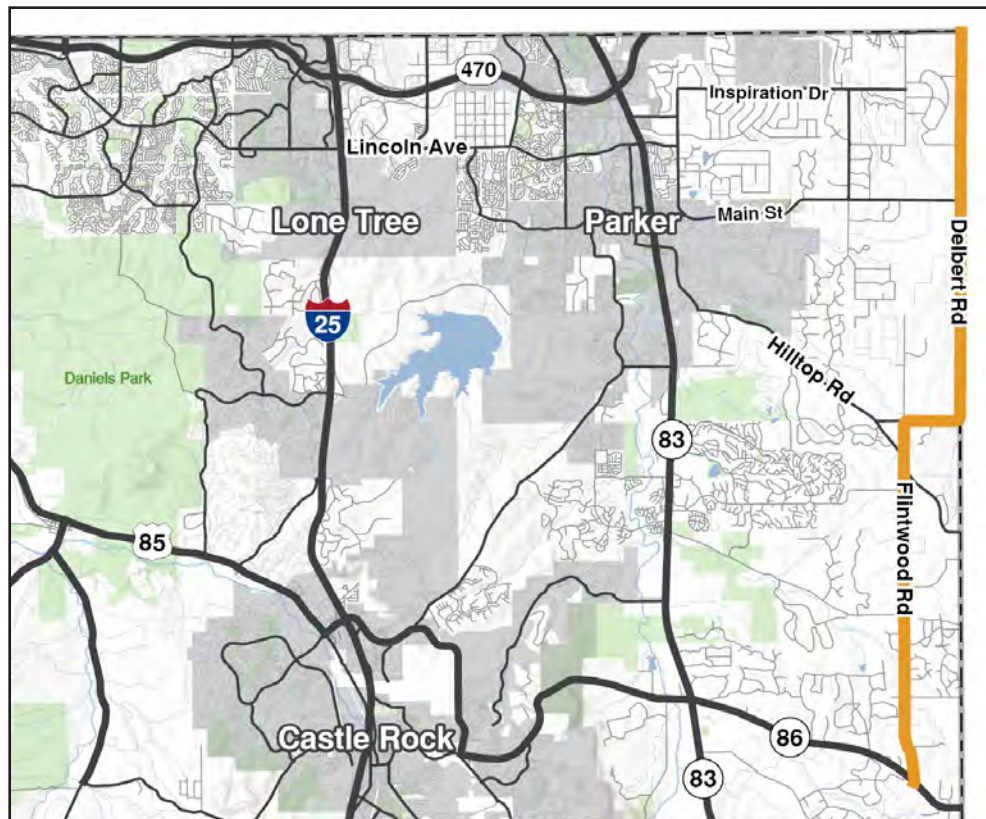 470
Inspiration Dr
Lincoln Ave
Lone Tree
Parker
Main St
Delbert Rd
25
Hilltop Rd
Daniels Park
83
Flintwood Rd
85
Castle Rock
86
83